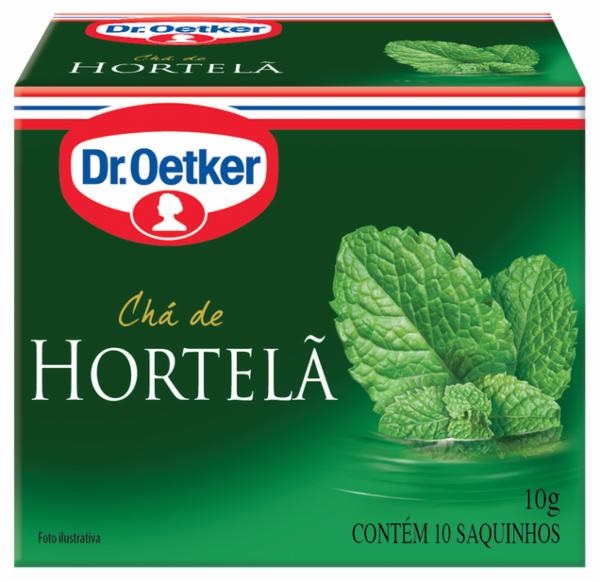 Dr.Oetker
Chá de
HORTELÃ
Dr.Oetker
Chá de
HORTELÃ
10g
CONTÉM 10 SAQUINHOS
Foto ilustrativa